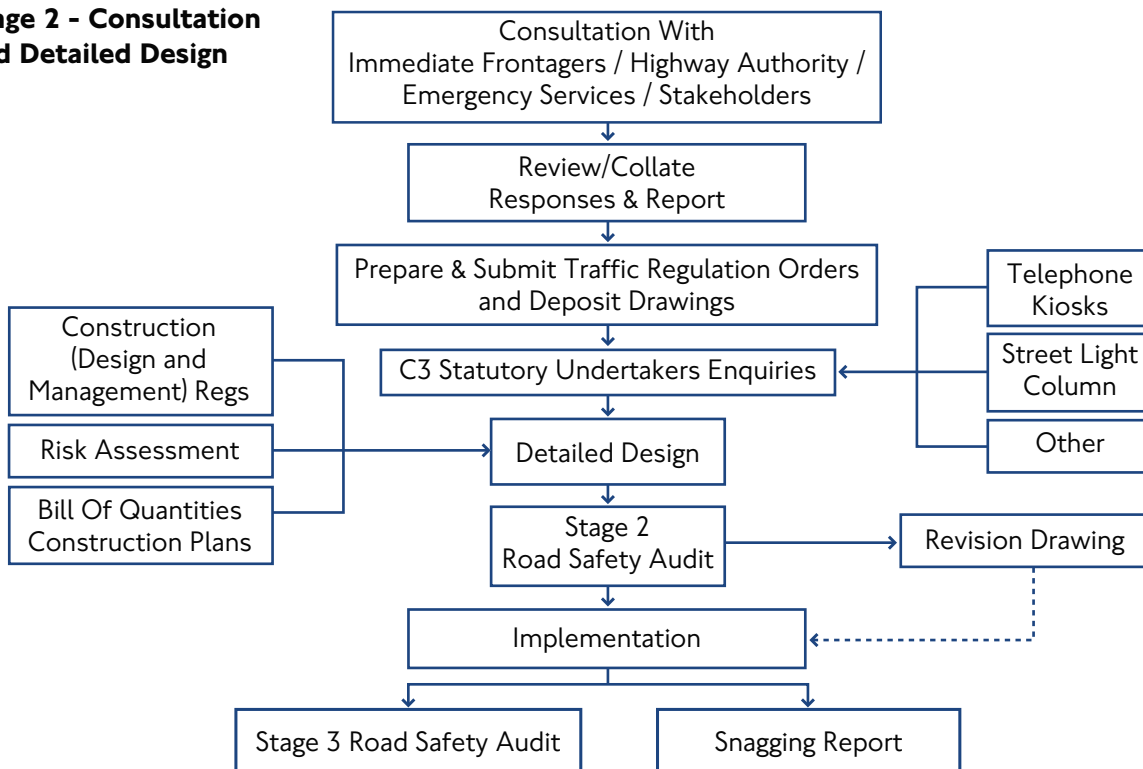 age 2 - Consultation
d Detailed Design
Consultation With
Immediate Frontagers / Highway Authority /
Emergency Services / Stakeholders
Review/Collate
Responses & Report
Prepare & Submit Traffic Regulation Orders
and Deposit Drawings
Telephone
Kiosks
Construction
(Design and
Management) Regs
C3 Statutory Undertakers Enquiries
Street Light
Column
Risk Assessment
Detailed Design
Other
Bill Of Quantities
Construction Plans
Stage 2
Road Safety Audit
Revision Drawing
Implementation
Stage 3 Road Safety Audit
Snagging Report